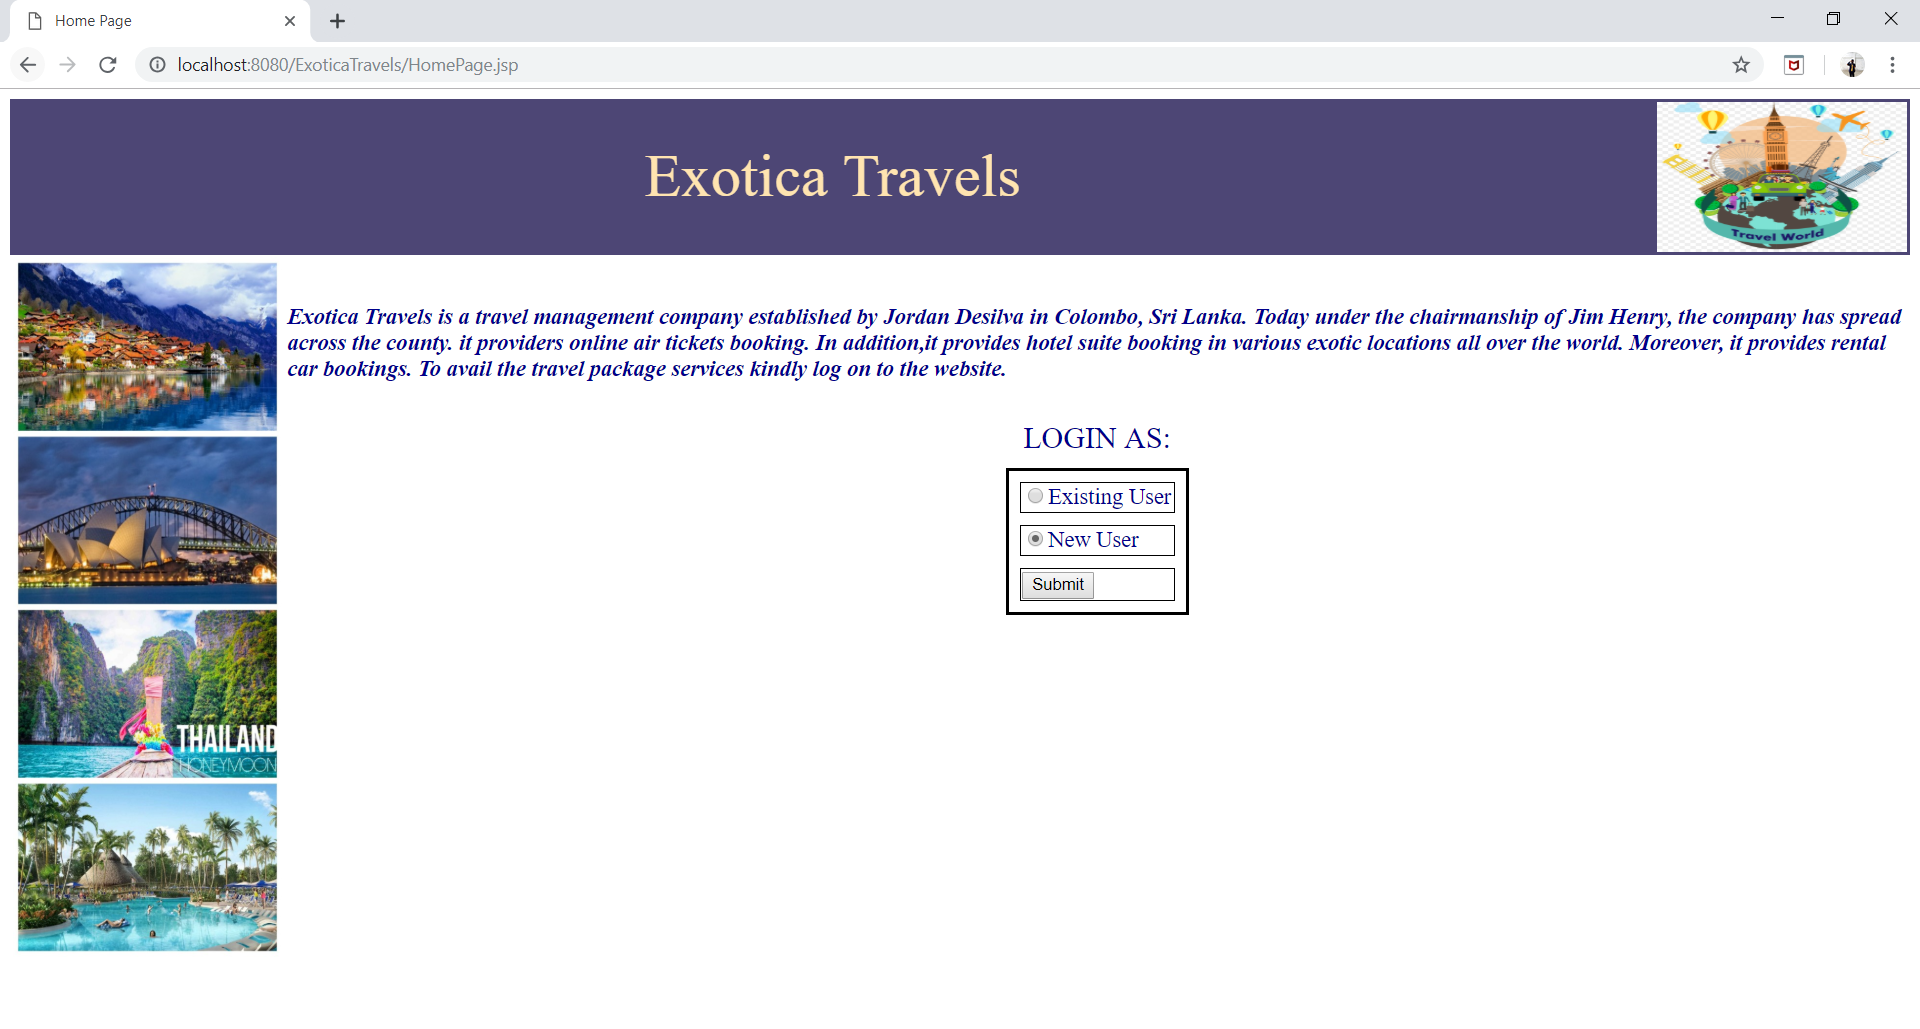 Home Page
localhost:8080/ExoticaTravels/HomePage.jsp
Exotica Travels
Travel World
Exotica Travels is a travel management company established by Jordan Desilva in Colombo, Sri Lanka. Today under the chairmanship of Jim Henry, the company has spread
across the county. it providers online air tickets booking. In addition,it provides hotel suite booking in various exotic locations all over the world. Moreover, it provides rental
car bookings. To avail the travel package services kindly log on to the website.
LOGIN AS:
Existing User
New User
Submit
THAILAND
HONEYMOON